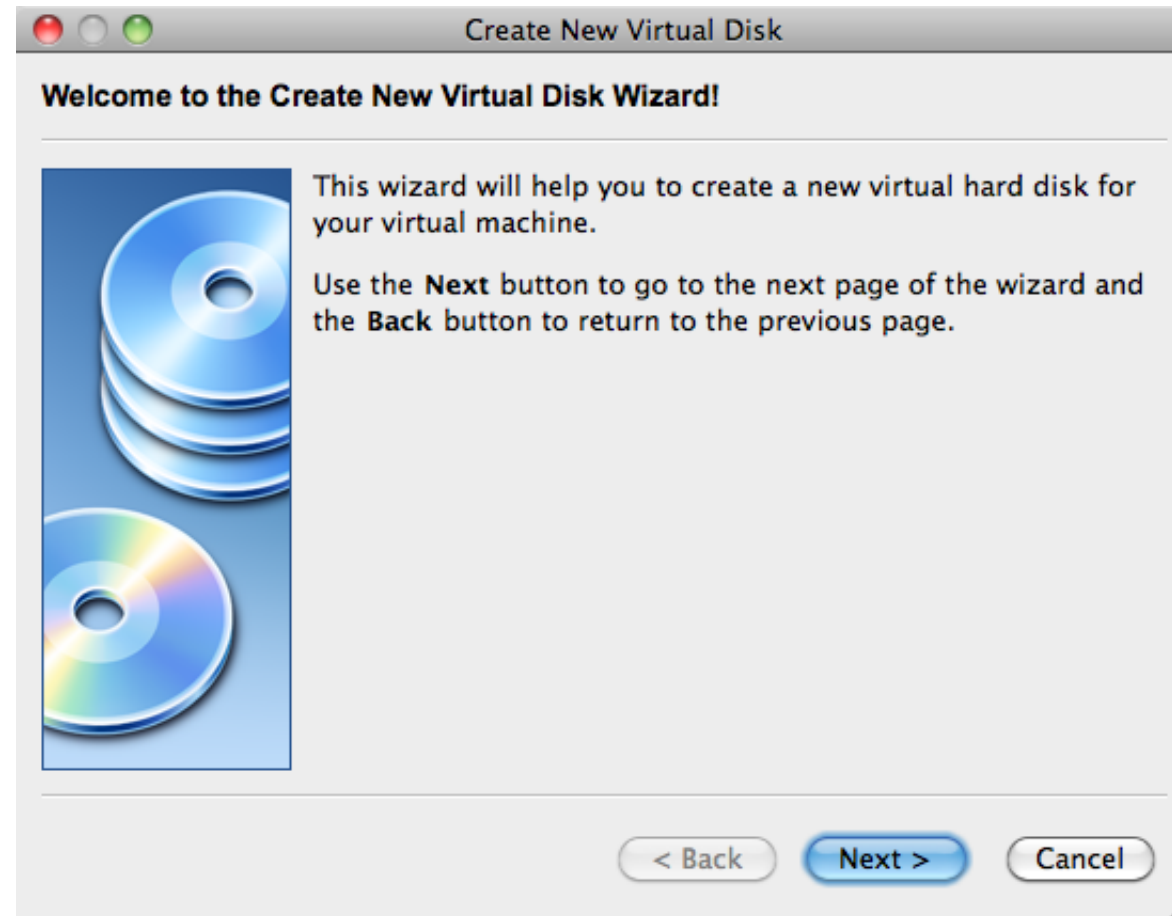 Create New Virtual Disk
Welcome to the Create New Virtual Disk Wizard!
This wizard will help you to create a new virtual hard disk for
your virtual machine.
Use the Next button to go to the next page of the wizard and
the Back button to return to the previous page.
< Back Next > Cancel